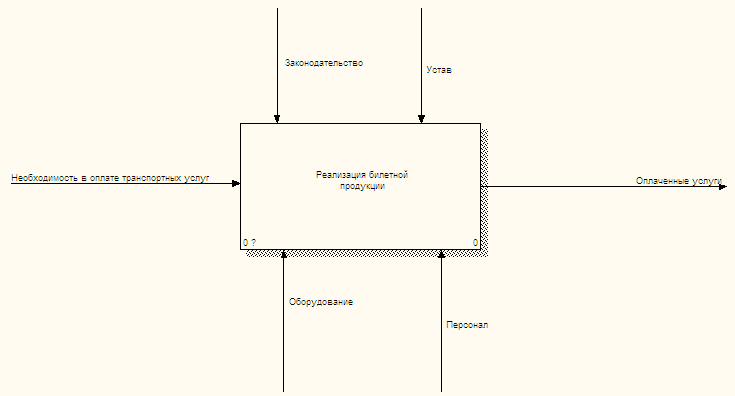 Законодательство
Устав
Необходимость в оплате транспортных услуг
Реализация билетной
продукции
Оплаченные услуги
0 ?
0
Оборудование
Персонал